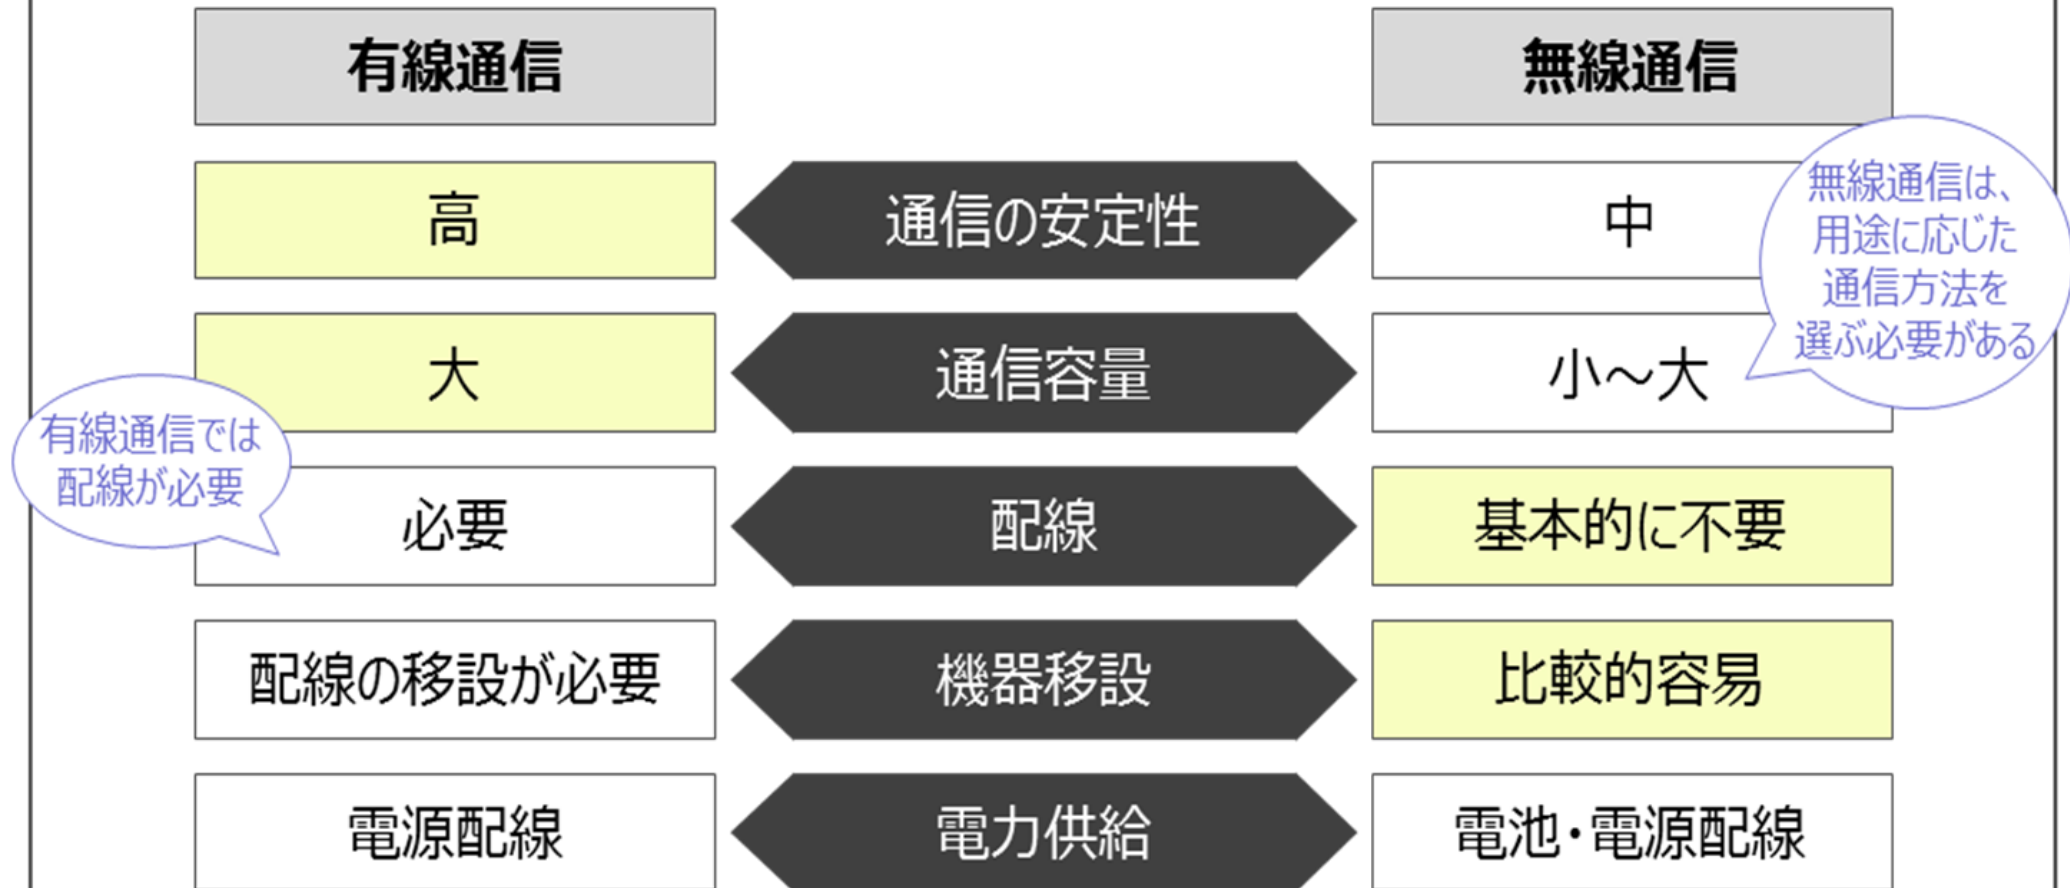 有線通信
無線通信
高
通信の安定性
中
無線通信は、
用途に応じた
通信方法を
選ぶ必要がある
大
通信容量
小～大
有線通信では
配線が必要
必要
配線
基本的に不要
配線の移設が必要
機器移設
比較的容易
電源配線
電力供給
電池・電源配線